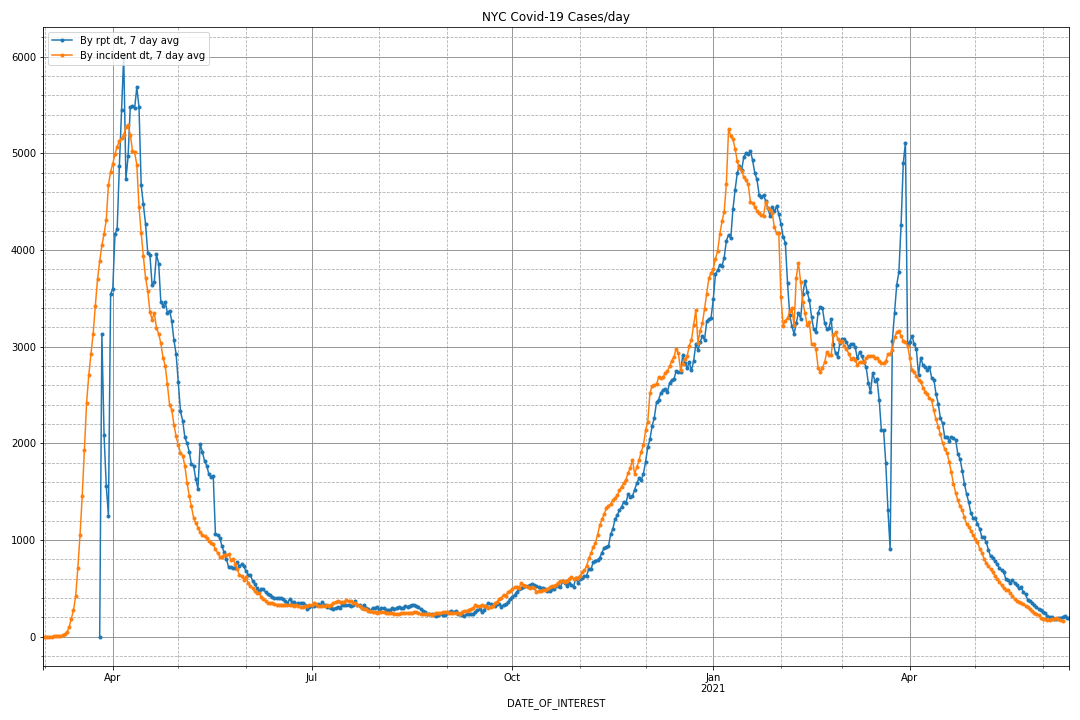 NYC Covid-19 Cases/day
By rpt dt, 7 day avg
By incident dt, 7 day avg
6000
5000
4000
3000
2000
1000
0
Apr
Jul
Oct
Jan
2021
Apr
DATE_OF_INTEREST